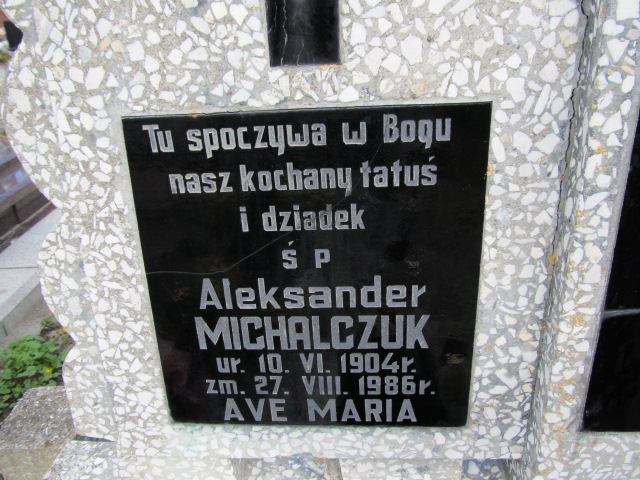 Tu spoczywa w Bogu
nasz kochany tatuś
i dziadek
ś p
Aleksander
MICHALCZUK
ur. 10. VI. 1904r.
zm. 27. VIII. 1986r.
AVE MARIA